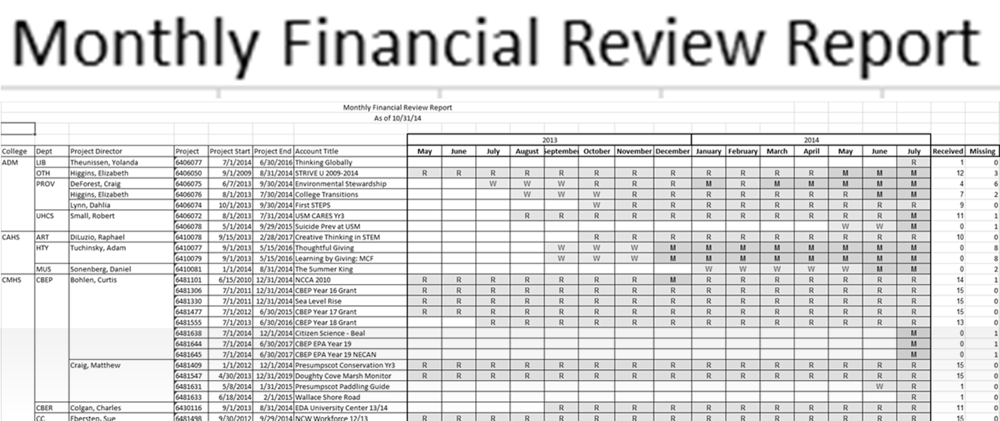 Monthly Financial Review Report
Monthly Financial Review Report
As of 10/31/14
2013 2014
College Dept Project Director Project Project Start Project End Account Title May June July August September October November December January February March April May June July Received Missing
ADM LIB Theunissen, Yolanda 6406077 7/1/2014 6/30/2016 Thinking Globally R 1 0
OTH Higgins, Elizabeth 6406050 9/1/2009 8/31/2014 STRIVE U 2009-2014 R R R R R R R R R R R R M M M 12 3
PROV DeForest, Craig 6406075 6/7/2013 9/30/2014 Environmental Stewardship W W W R R R M R M M M M M 4 6
Higgins, Elizabeth 6406076 8/1/2013 7/30/2014 College Transitions W W W R R R R R R R M M 7 2
Lynn, Dahlia 6406074 10/1/2013 9/30/2014 First STEPS W R R R R R R R R R 9 0
UHCS Small, Robert 6406072 8/1/2013 7/31/2014 USM CARES Yr3 R R R R R R R R R R R M 11 1
6406078 5/1/2014 9/29/2015 Suicide Prev at USM W W M 0 1
CAHS ART DiLuzio, Raphael 6410078 9/15/2013 2/28/2017 Creative Thinking in STEM R R R R R R R R R R 10 0
HTY Tuchinsky, Adam 6410077 9/1/2013 5/15/2016 Thoughtful Giving W W W M M M M M M M M 0 8
6410079 9/1/2013 5/15/2016 Learning by Giving: MCF W W W M M M M M M M M 0 8
MUS Sonenberg, Daniel 6410081 1/1/2014 8/31/2014 The Summer King W W W W W M M 0 2
CMHS CBEP Bohlen, Curtis 6481101 6/15/2010 12/31/2014 NCCA 2010 R R R R R R R M R R R R R R R 14 1
6481306 7/1/2011 12/31/2014 CBEP Year 16 Grant R R R R R R R R R R R R R R R 15 0
6481330 7/1/2011 12/31/2014 Sea Level Rise R R R R R R R R R R R R R R R 15 0
6481477 7/1/2012 6/30/2015 CBEP Year 17 Grant R R R R R R R R R R R R R R R 15 0
6481555 7/1/2013 6/30/2016 CBEP Year 18 Grant R R R R R R R R R R R R R 13 0
6481638 7/1/2014 12/1/2014 Citizen Science - Beal M 0 1
6481644 7/1/2014 6/30/2017 CBEP EPA Year 19 M 0 1
6481645 7/1/2014 6/30/2017 CBEP EPA Year 19 NECAN M 0 1
Craig, Matthew 6481409 1/1/2012 12/1/2014 Presumpscot Conservation Yr3 R R R R R R R R R R R R R R R 15 0
6481547 4/30/2013 12/31/2019 Doughty Cove Marsh Monitor R R R R R R R R R R R R R R R 15 0
6481631 5/8/2014 1/31/2015 Presumpscot Paddling Guide W R 1 0
6481633 6/18/2014 2/1/2015 Wallace Shore Road R 1 0
CBER Colgan, Charles 6430116 9/1/2013 8/31/2014 EDA University Center 13/14 R R R R R R R R R R R 11 0
CC Ebersten, Sue 6481498 9/30/2012 9/29/2014 NCW Workforce 12/13 R R R R R R R R R R R R R R R 15 0